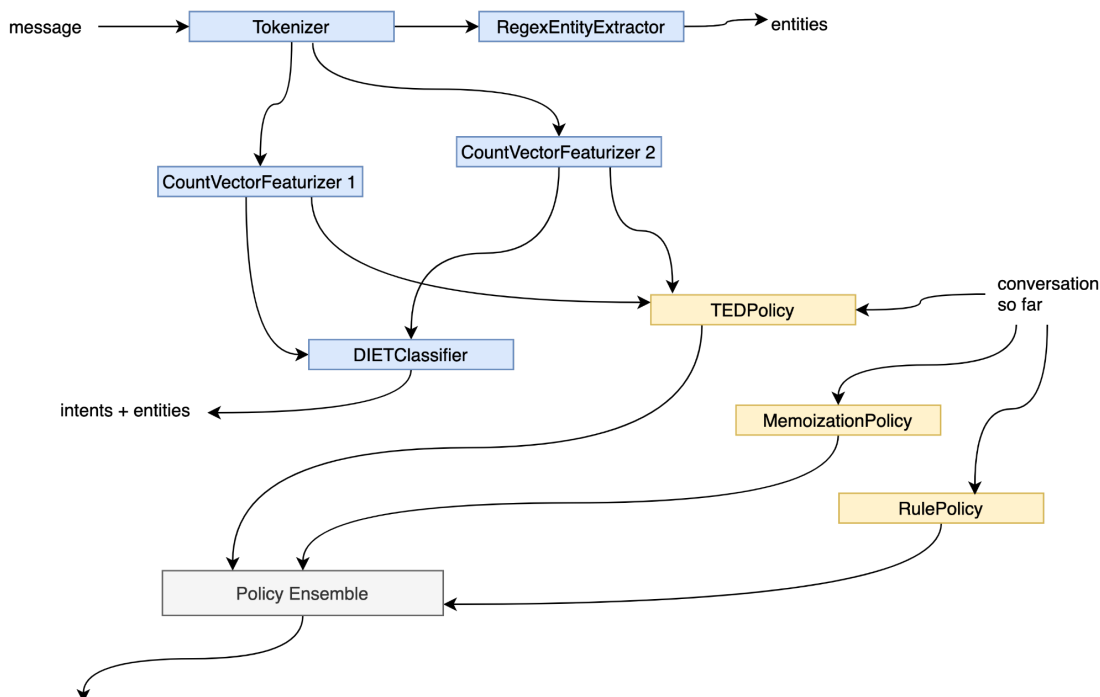 message
Tokenizer
RegexEntityExtractor
entities
CountVectorFeaturizer 2
CountVectorFeaturizer 1
conversation
so far
TEDPolicy
DIETClassifier
intents + entities
MemoizationPolicy
RulePolicy
Policy Ensemble